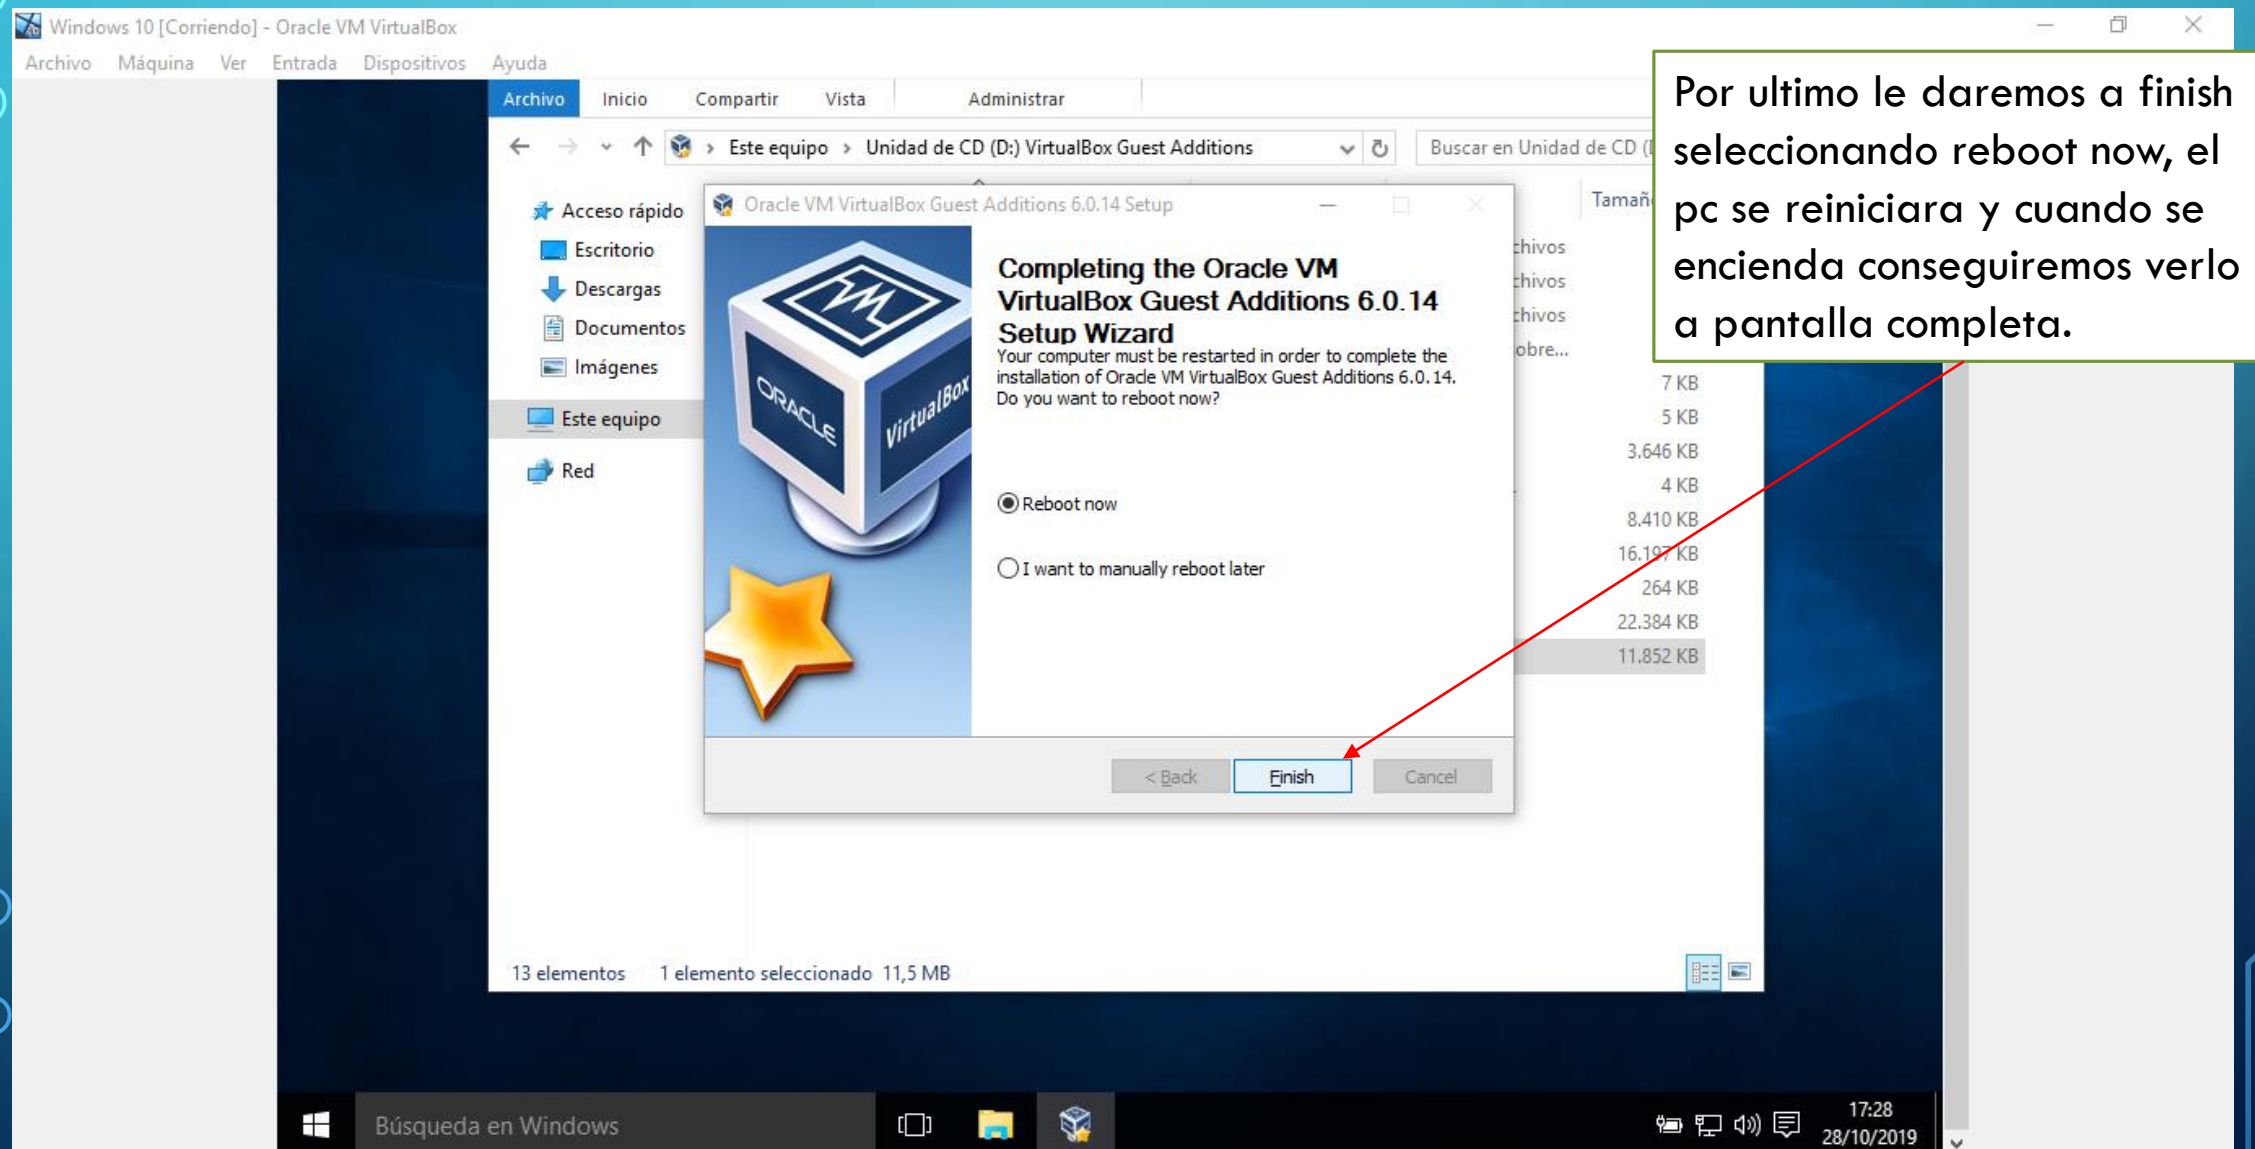 Windows 10 [Corriendo] - Oracle VM VirtualBox
Archivo Máquina Ver Entrada Dispositivos Ayuda
Por ultimo le daremos a finish
seleccionando reboot now, el
pc se reiniciara y cuando se
encienda conseguiremos verlo
a pantalla completa.
Archivo Inicio Compartir Vista Administrar
Este equipo > Unidad de CD (D:) VirtualBox Guest Additions
Buscar en Unidad de CD (
Acceso rápido
Escritorio
Descargas
Documentos
Imágenes
Este equipo
Red
Oracle VM VirtualBox Guest Additions 6.0.14 Setup
ORACLE
VirtualBox
Completing the Oracle VM
VirtualBox Guest Additions 6.0.14
Setup Wizard
Your computer must be restarted in order to complete the
installation of Oracle VM VirtualBox Guest Additions 6.0.14.
Do you want to reboot now?
Reboot now
I want to manually reboot later
< Back Finish Cancel
Tamañ
chivos
chivos
chivos
obre...
7 KB
5 KB
3.646 KB
4 KB
8.410 KB
16.197 KB
264 KB
22.384 KB
11.852 KB
13 elementos 1 elemento seleccionado 11,5 MB
Búsqueda en Windows
17:28
28/10/2019